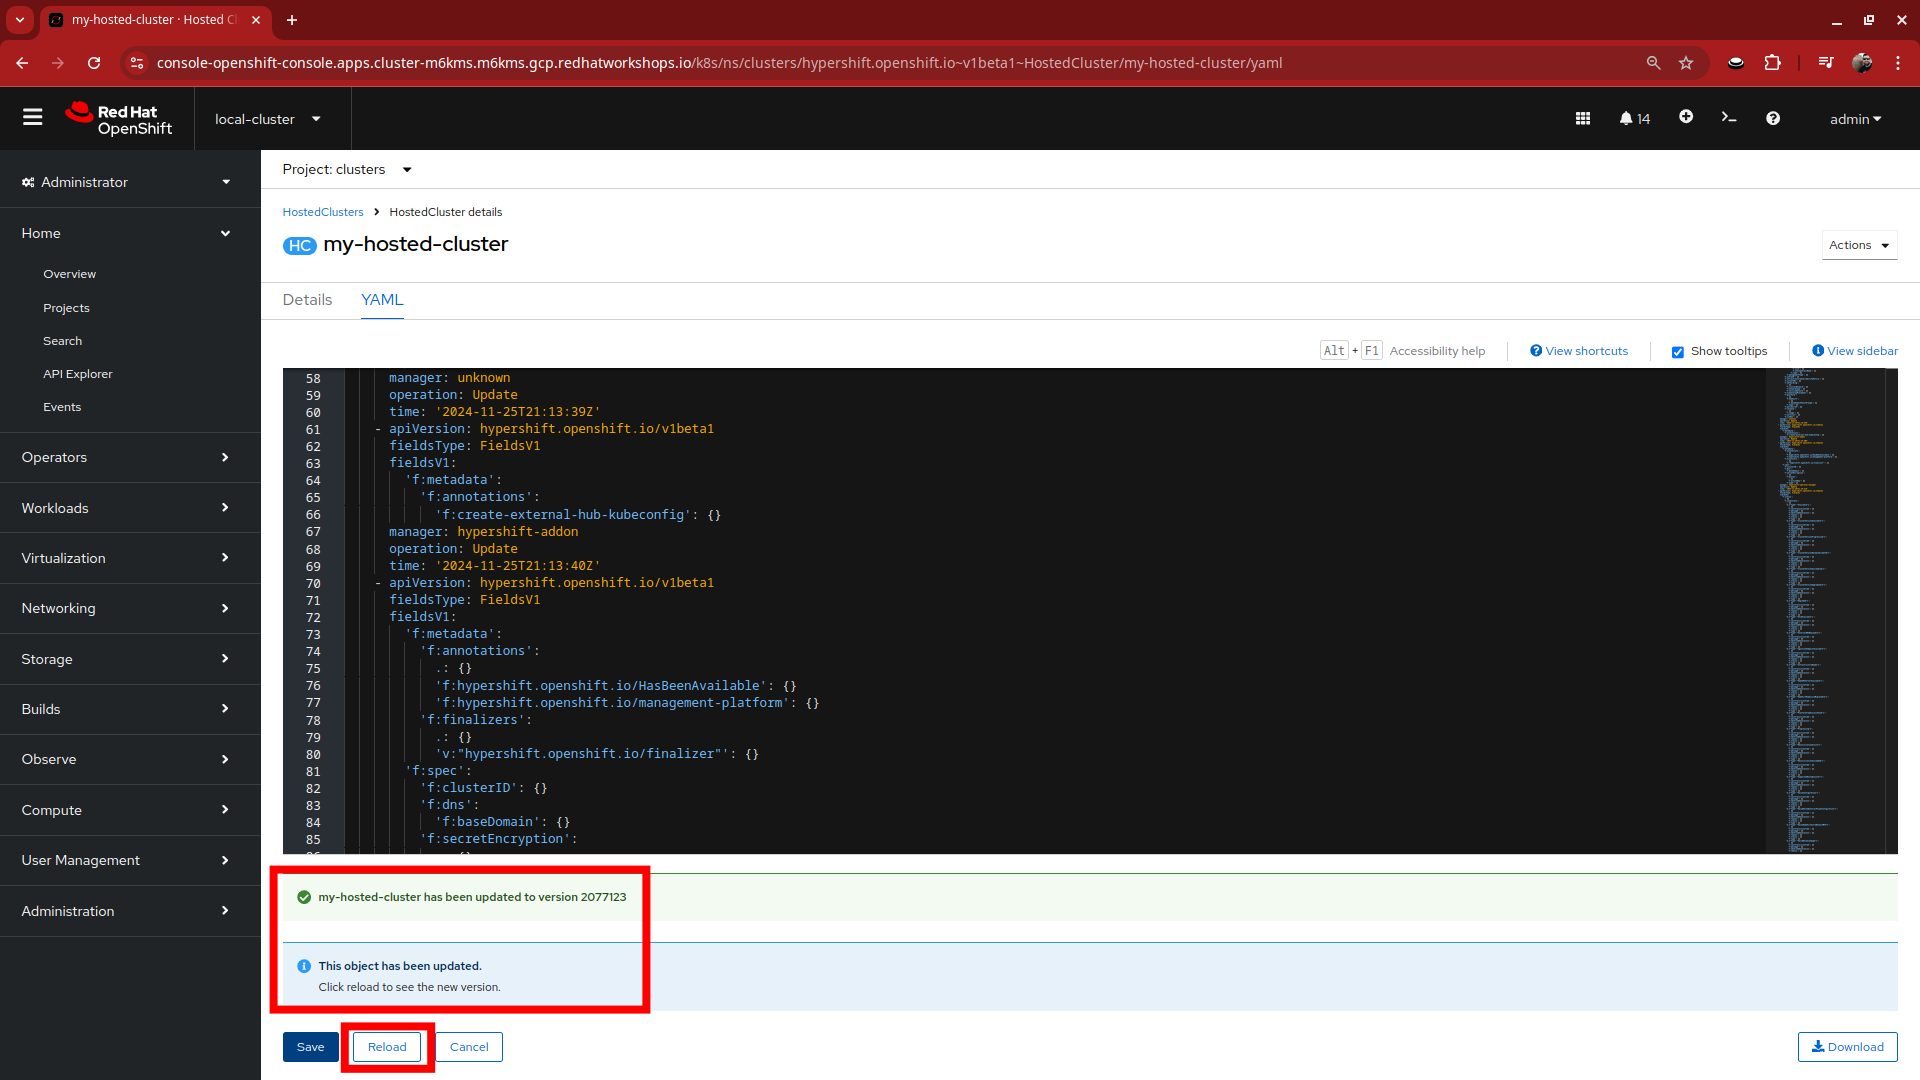 my-hosted-cluster · Hosted Cl
console-openshift-console.apps.cluster-m6kms.m6kms.gcp.redhatworkshops.io/k8s/ns/clusters/hypershift.openshift.io~v1beta1~HostedCluster/my-hosted-cluster/yaml
Red Hat
OpenShift
local-cluster
14
admin
Administrator
Home
Overview
Projects
Search
API Explorer
Events
Operators
Workloads
Virtualization
Networking
Storage
Builds
Observe
Compute
User Management
Administration
Project: clusters
HostedClusters > HostedCluster details
HC my-hosted-cluster
Actions
Details YAML
Alt + F1 Accessibility help View shortcuts Show tooltips View sidebar
58 manager: unknown
59 operation: Update
60 time: '2024-11-25T21:13:39Z'
61 - apiVersion: hypershift.openshift.io/v1beta1
62 fieldsType: FieldsV1
63 fieldsV1:
64 'f:metadata':
65 'f:annotations':
66 'f:create-external-hub-kubeconfig': {}
67 manager: hypershift-addon
68 operation: Update
69 time: '2024-11-25T21:13:40Z'
70 - apiVersion: hypershift.openshift.io/v1beta1
71 fieldsType: FieldsV1
72 fieldsV1:
73 'f:metadata':
74 'f:annotations':
75 .: {}
76 'f:hypershift.openshift.io/HasBeenAvailable': {}
77 'f:hypershift.openshift.io/management-platform': {}
78 'f:finalizers':
79 .: {}
80 'v:"hypershift.openshift.io/finalizer"': {}
81 'f:spec':
82 'f:clusterID': {}
83 'f:dns':
84 'f:baseDomain': {}
85 'f:secretEncryption':
my-hosted-cluster has been updated to version 2077123
This object has been updated.
Click reload to see the new version.
Save Reload Cancel Download